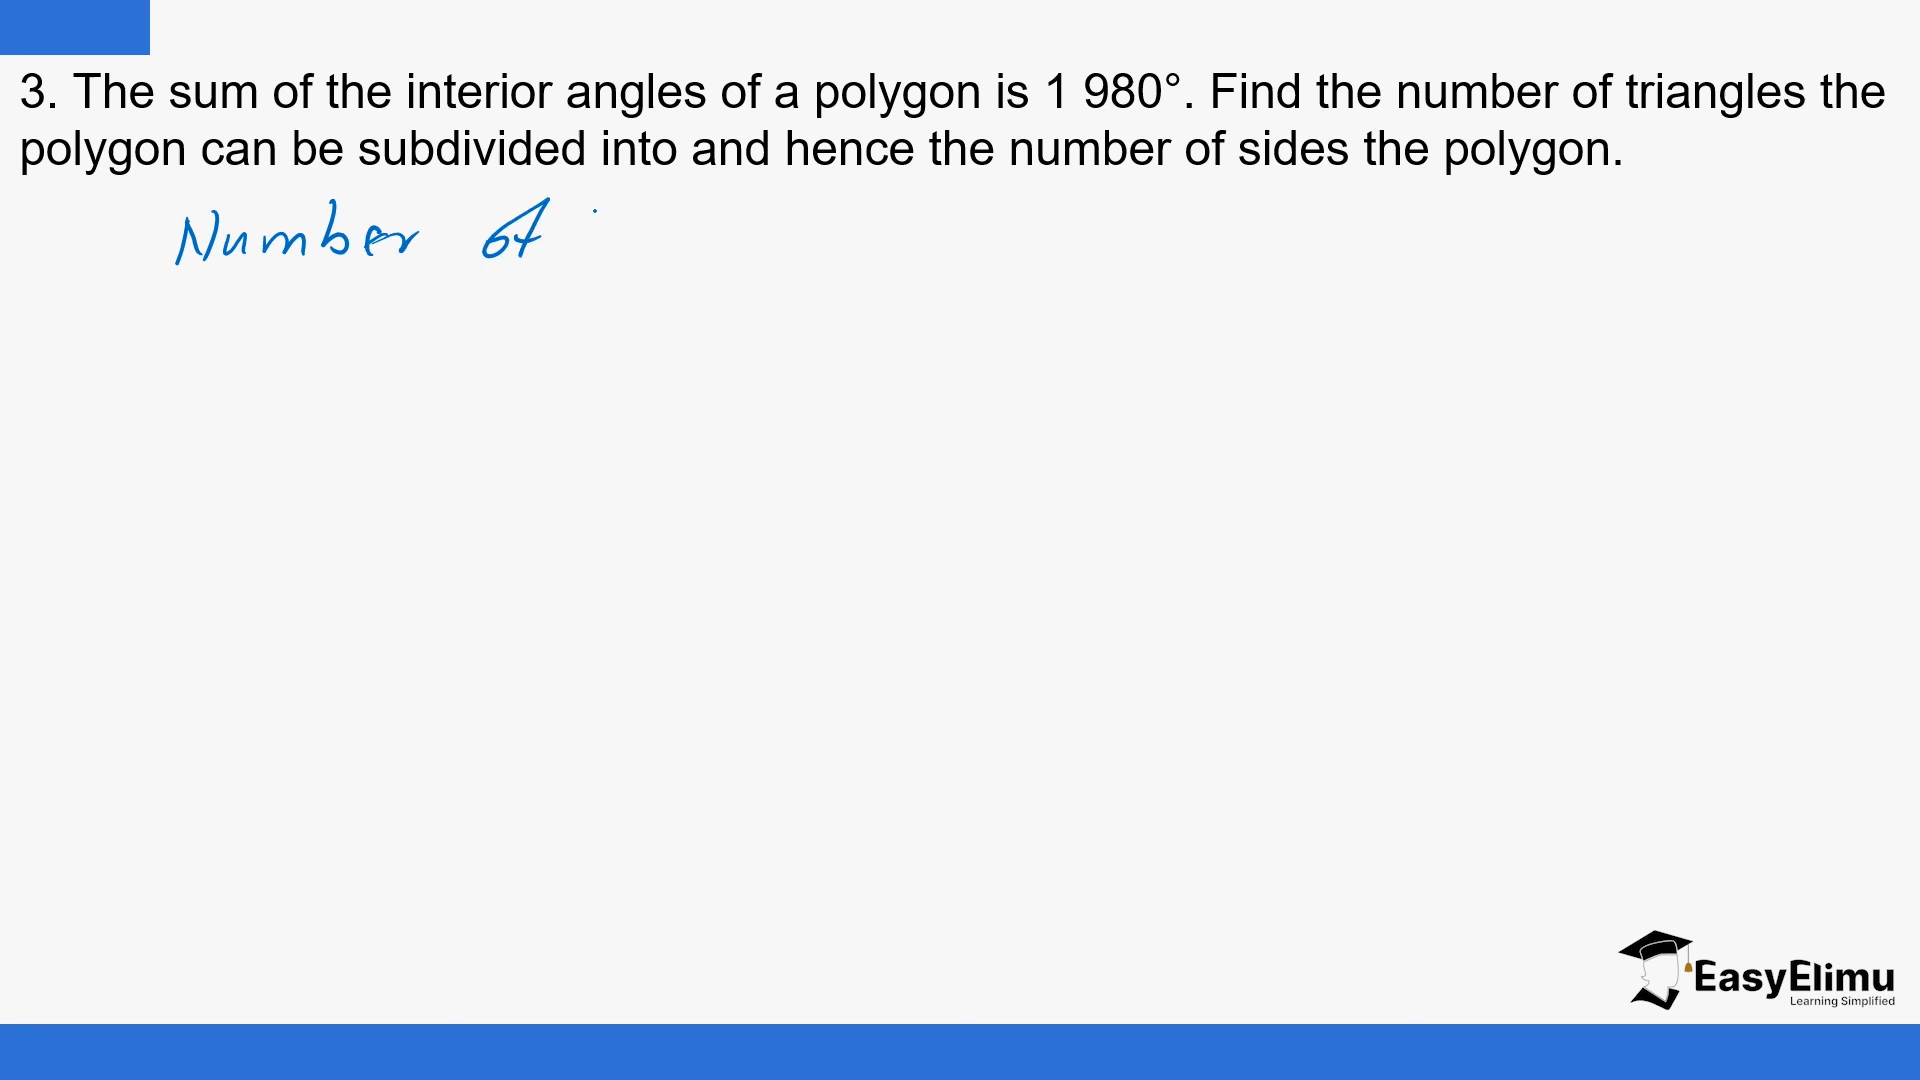 3. The sum of the interior angles of a polygon is 1 980°. Find the number of triangles the
polygon can be subdivided into and hence the number of sides the polygon.
Number of
EasyElimu
Learning Simplified